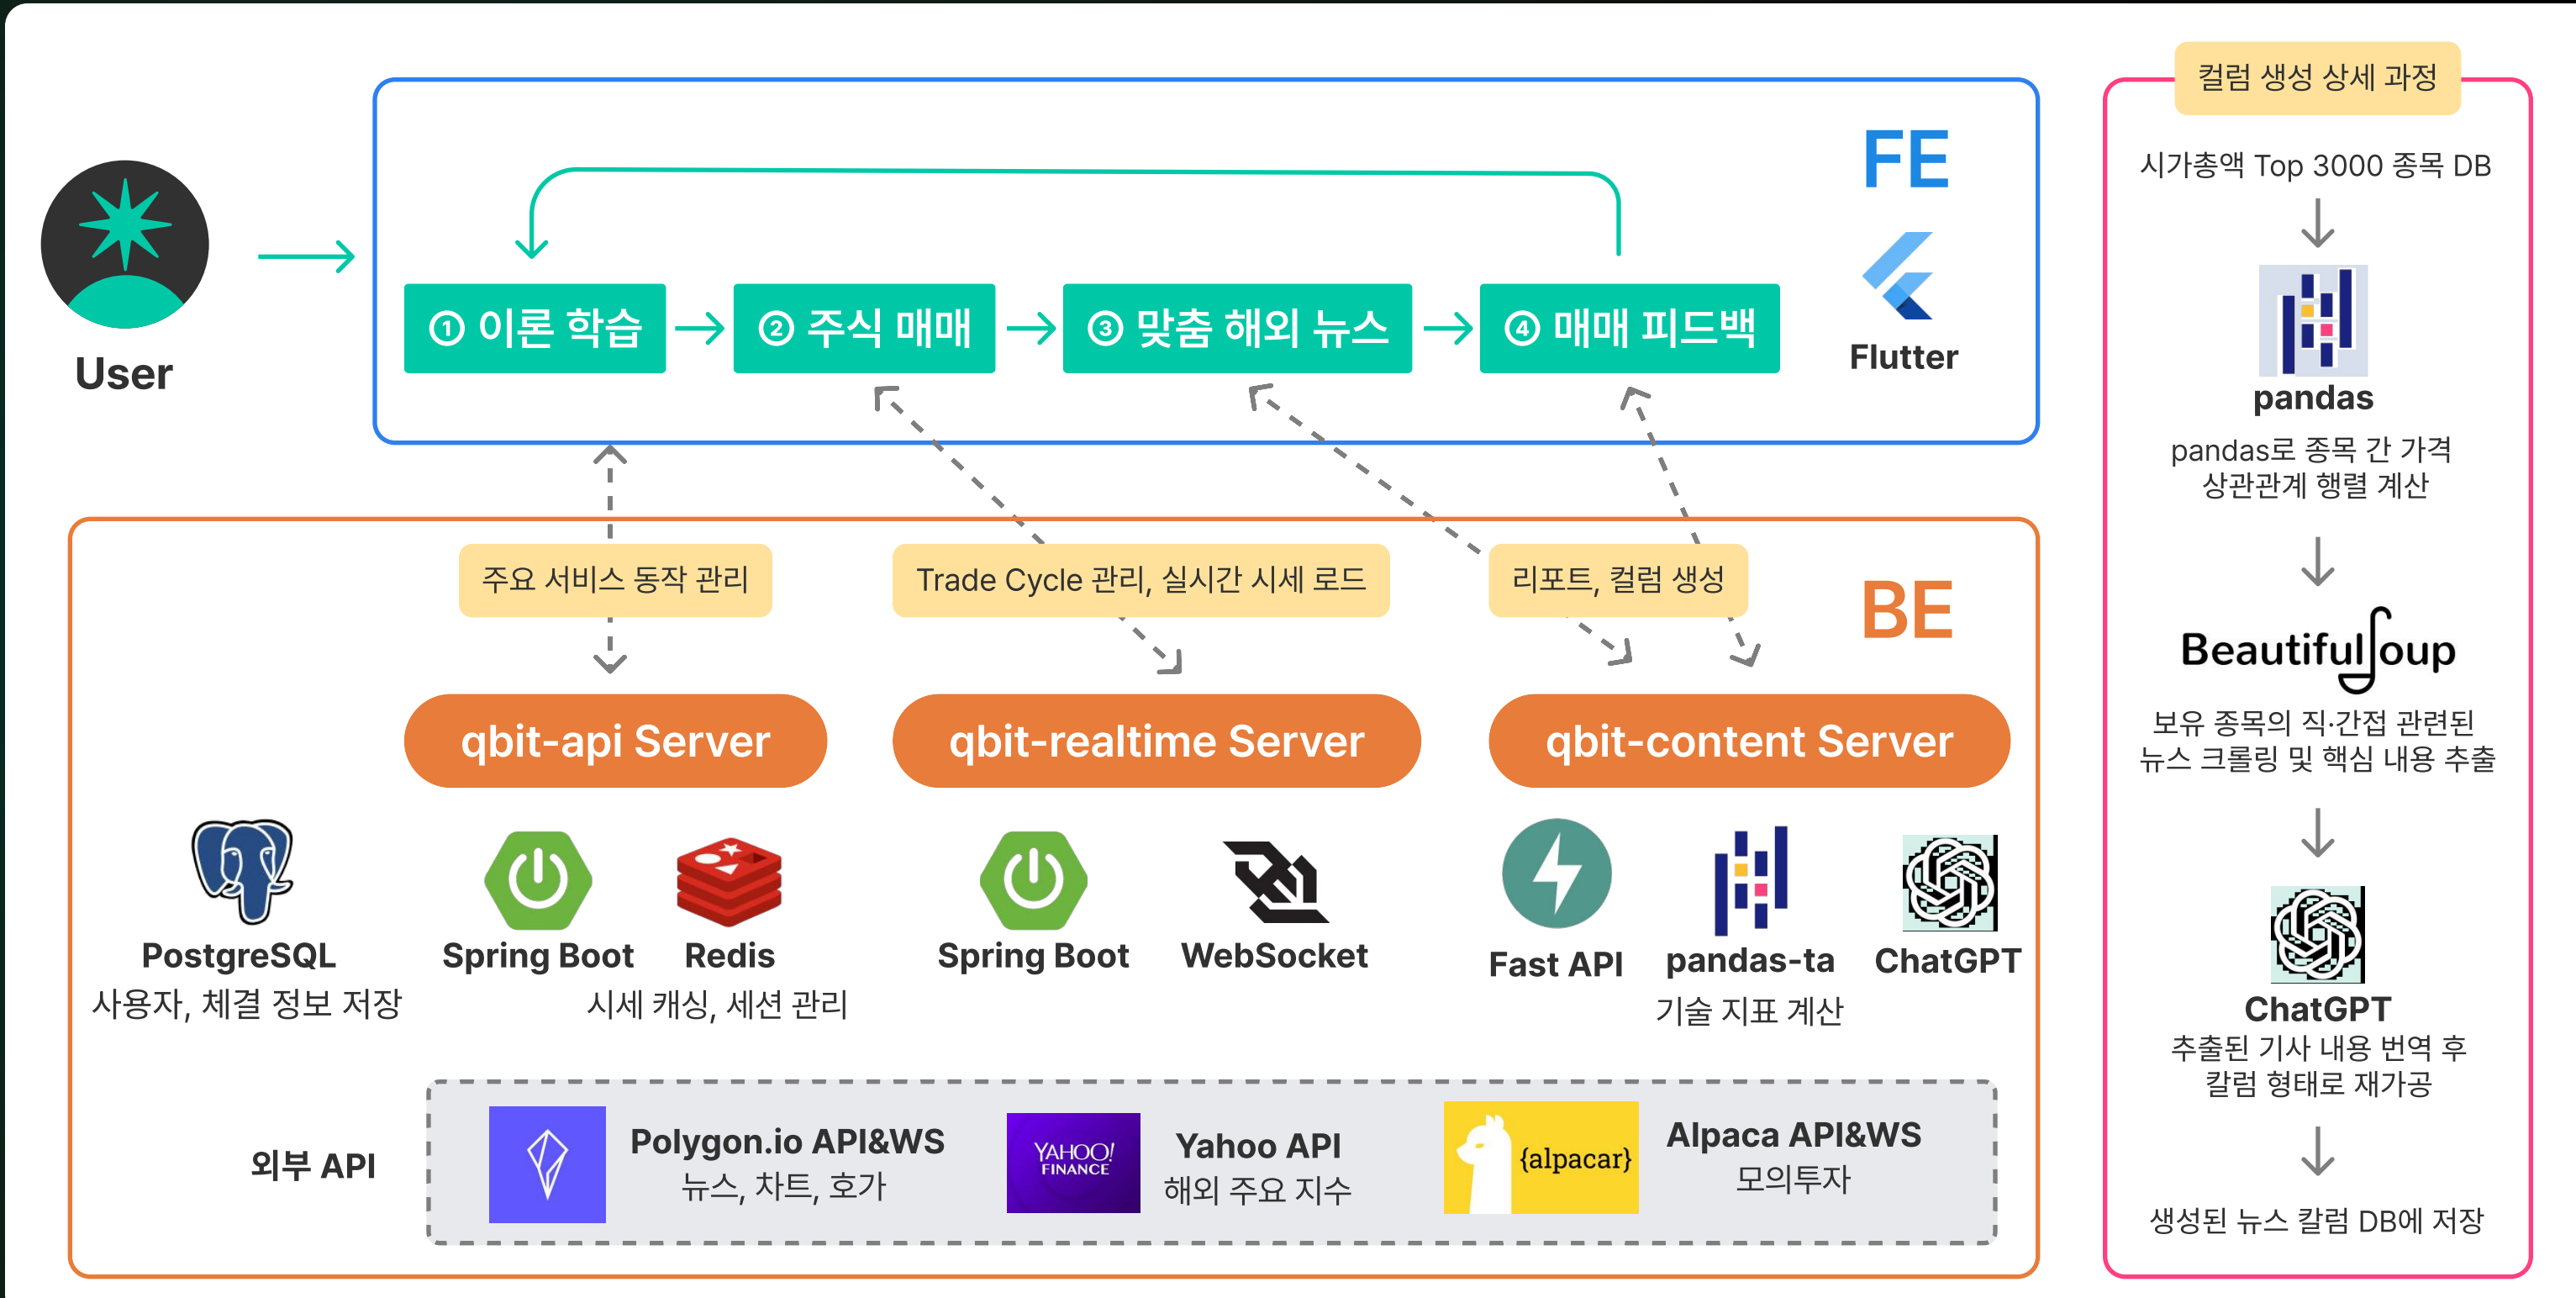 User
FE
Flutter
① 이론 학습
② 주식 매매
③ 맞춤 해외 뉴스
④ 매매 피드백
주요 서비스 동작 관리
Trade Cycle 관리, 실시간 시세 로드
리포트, 컬럼 생성
BE
qbit-api Server
qbit-realtime Server
qbit-content Server
PostgreSQL
사용자, 체결 정보 저장
Spring Boot
Redis
시세 캐싱, 세션 관리
Spring Boot
WebSocket
Fast API
pandas-ta
기술 지표 계산
ChatGPT
외부 API
Polygon.io API&WS
뉴스, 차트, 호가
YAHOO!
FINANCE
Yahoo API
해외 주요 지수
{alpacar}
Alpaca API&WS
모의투자
컬럼 생성 상세 과정
시가총액 Top 3000 종목 DB
pandas
pandas로 종목 간 가격
상관관계 행렬 계산
BeautifulSoup
보유 종목의 직·간접 관련된
뉴스 크롤링 및 핵심 내용 추출
ChatGPT
추출된 기사 내용 번역 후
칼럼 형태로 재가공
생성된 뉴스 칼럼 DB에 저장